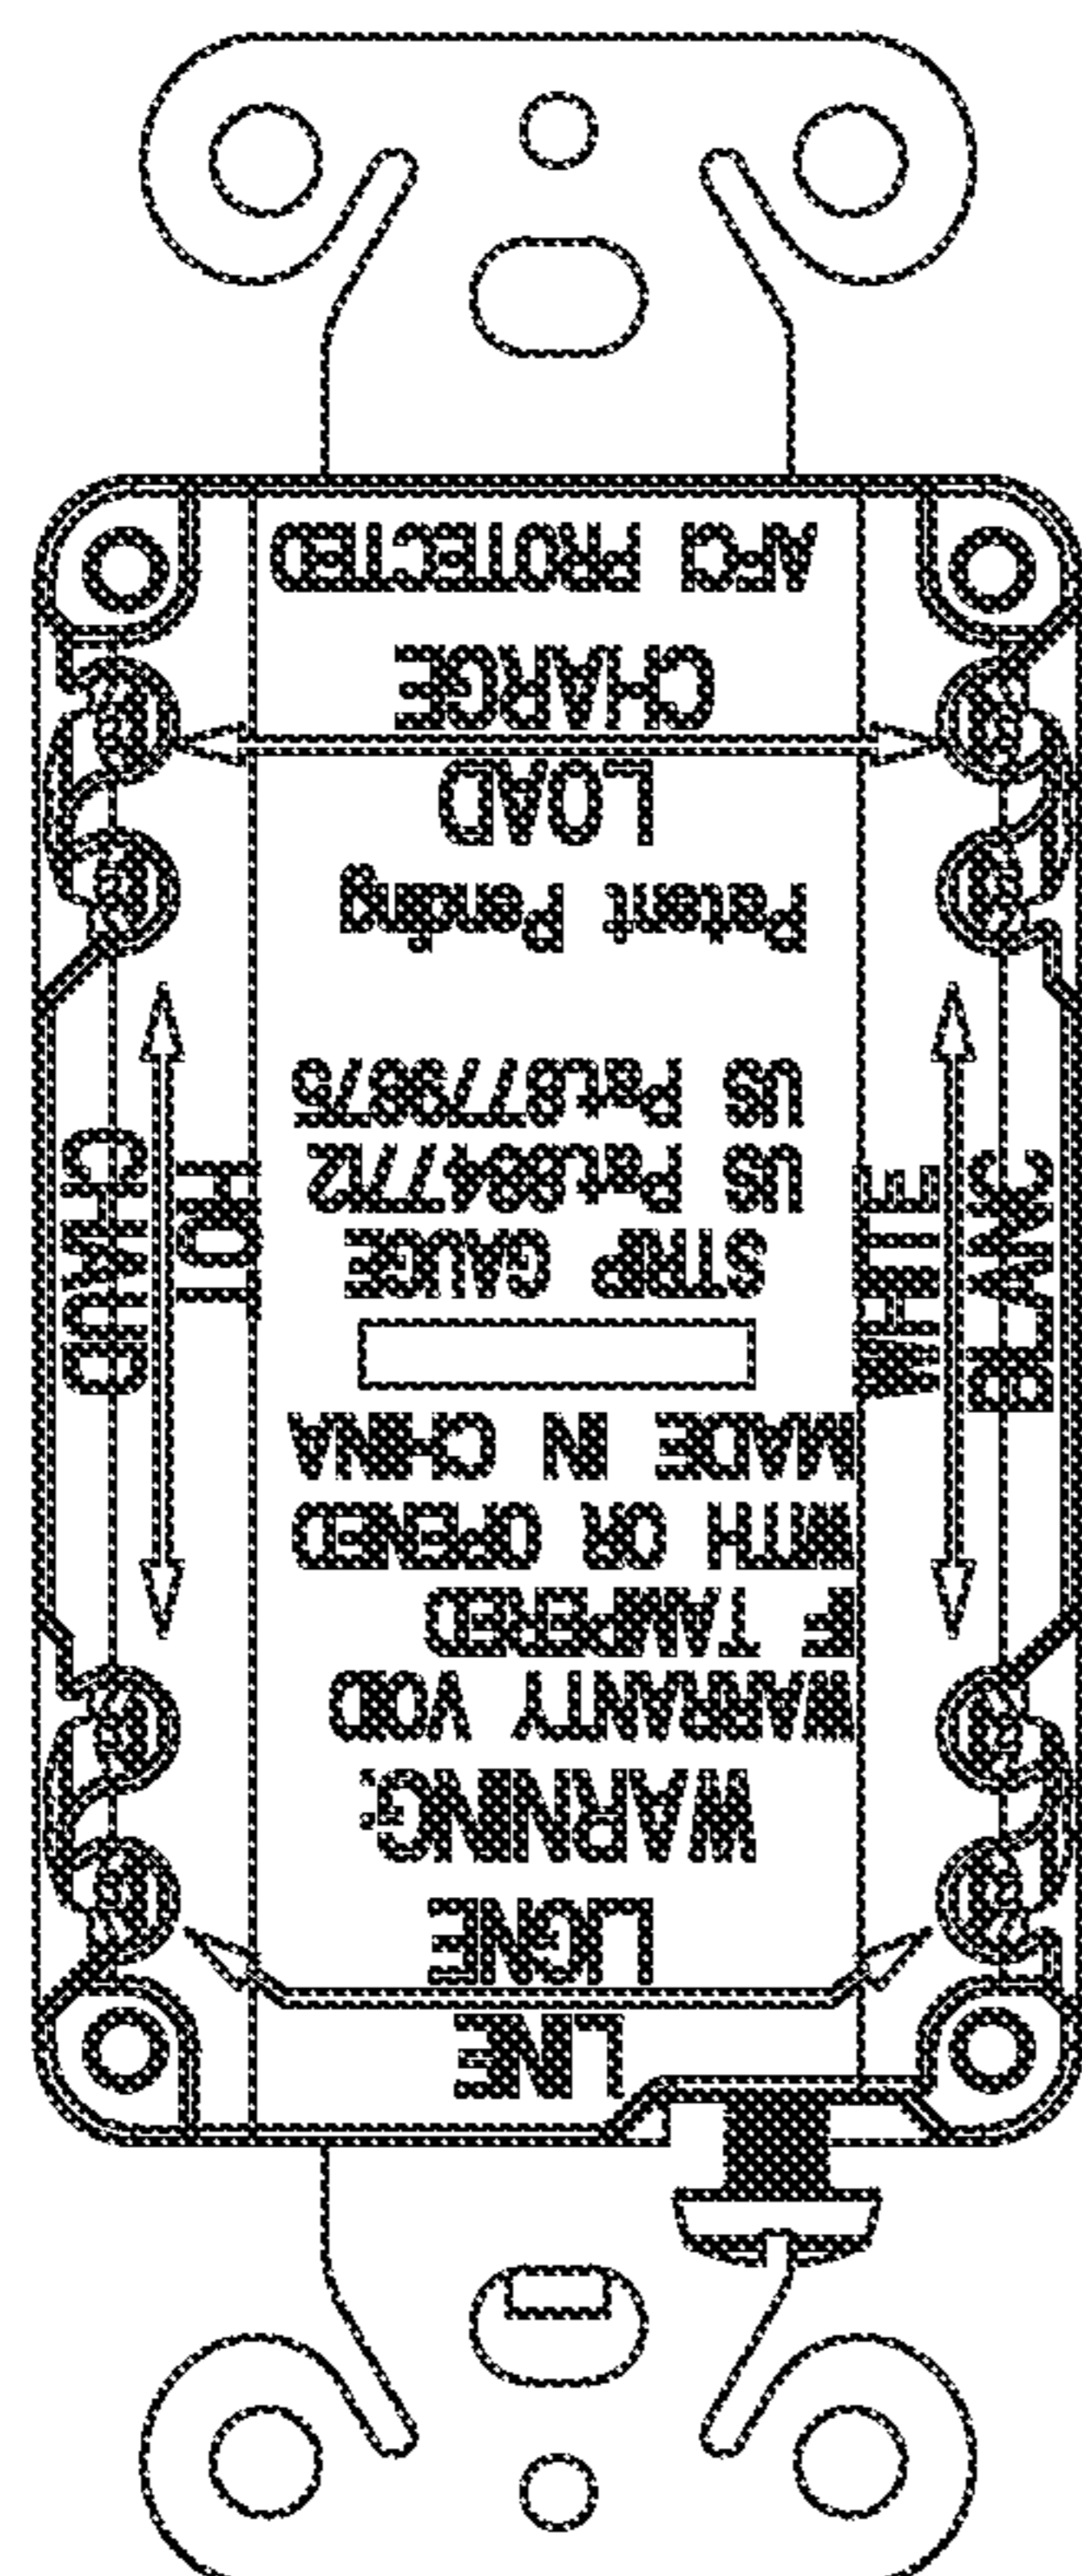 LINE
LIGNE
WARNING:
WARRANTY VOID
IF TAMPERED
WITH OR OPENED
MADE IN CHINA
STRIP GAUGE
US Pat.8847712
US Pat.8779875
Patent Pending
LOAD
CHARGE
AFCI PROTECTED
BLANC
WHITE
HOT
CHAUD